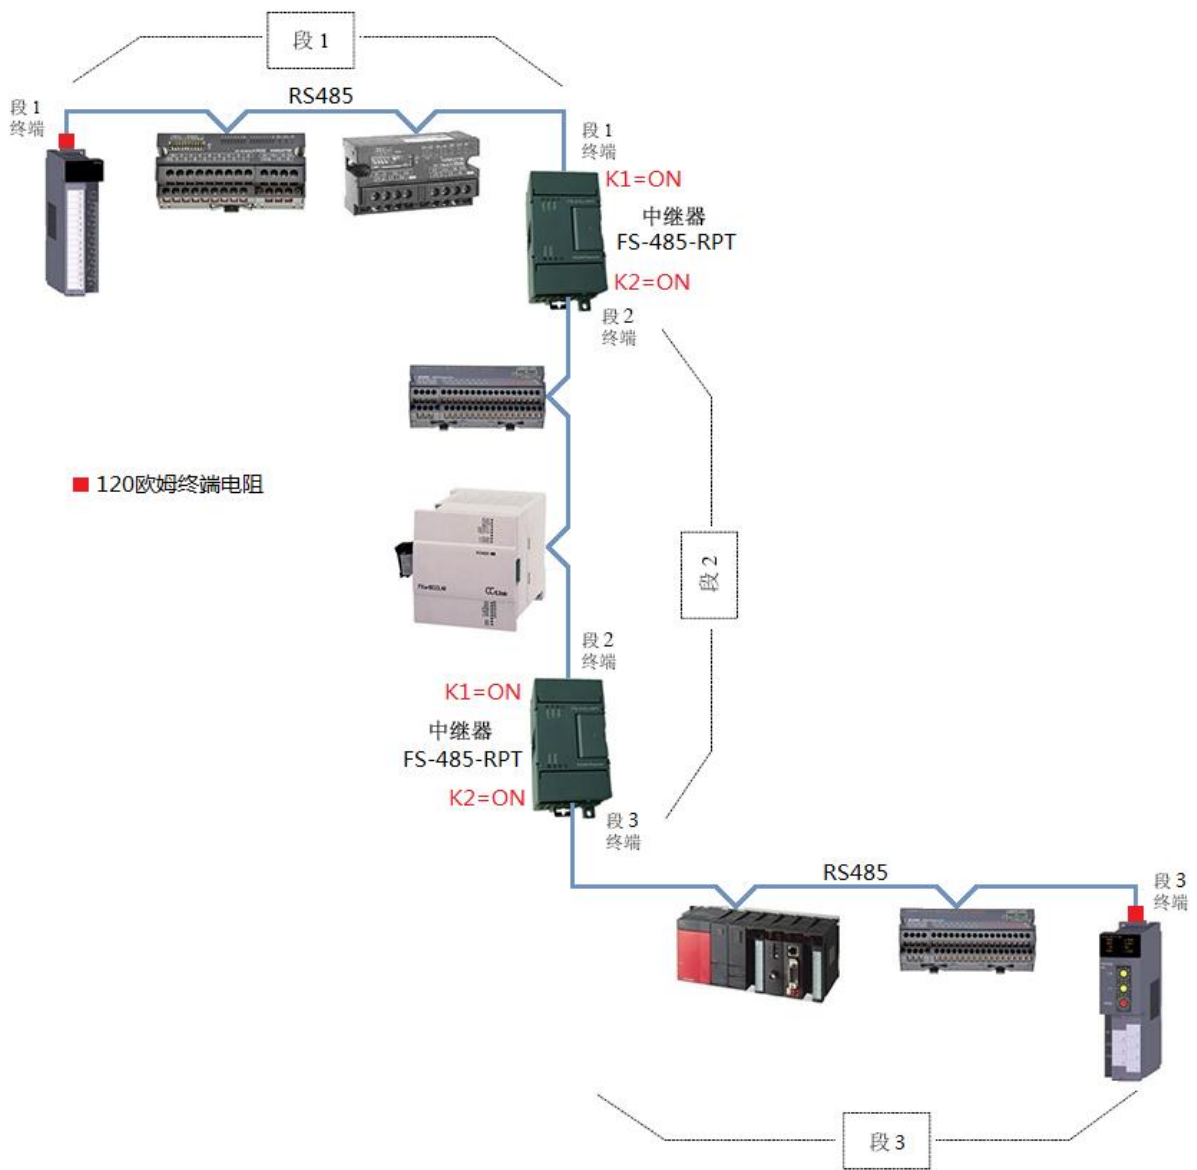 段 1
RS485
段 1
终端
段 1
终端
K1=ON
中继器
FS-485-RPT
K2=ON
段 2
终端
120欧姆终端电阻
段 2
CC-Link
段 2
终端
K1=ON
中继器
FS-485-RPT
K2=ON
段 3
终端
RS485
段 3
终端
段 3